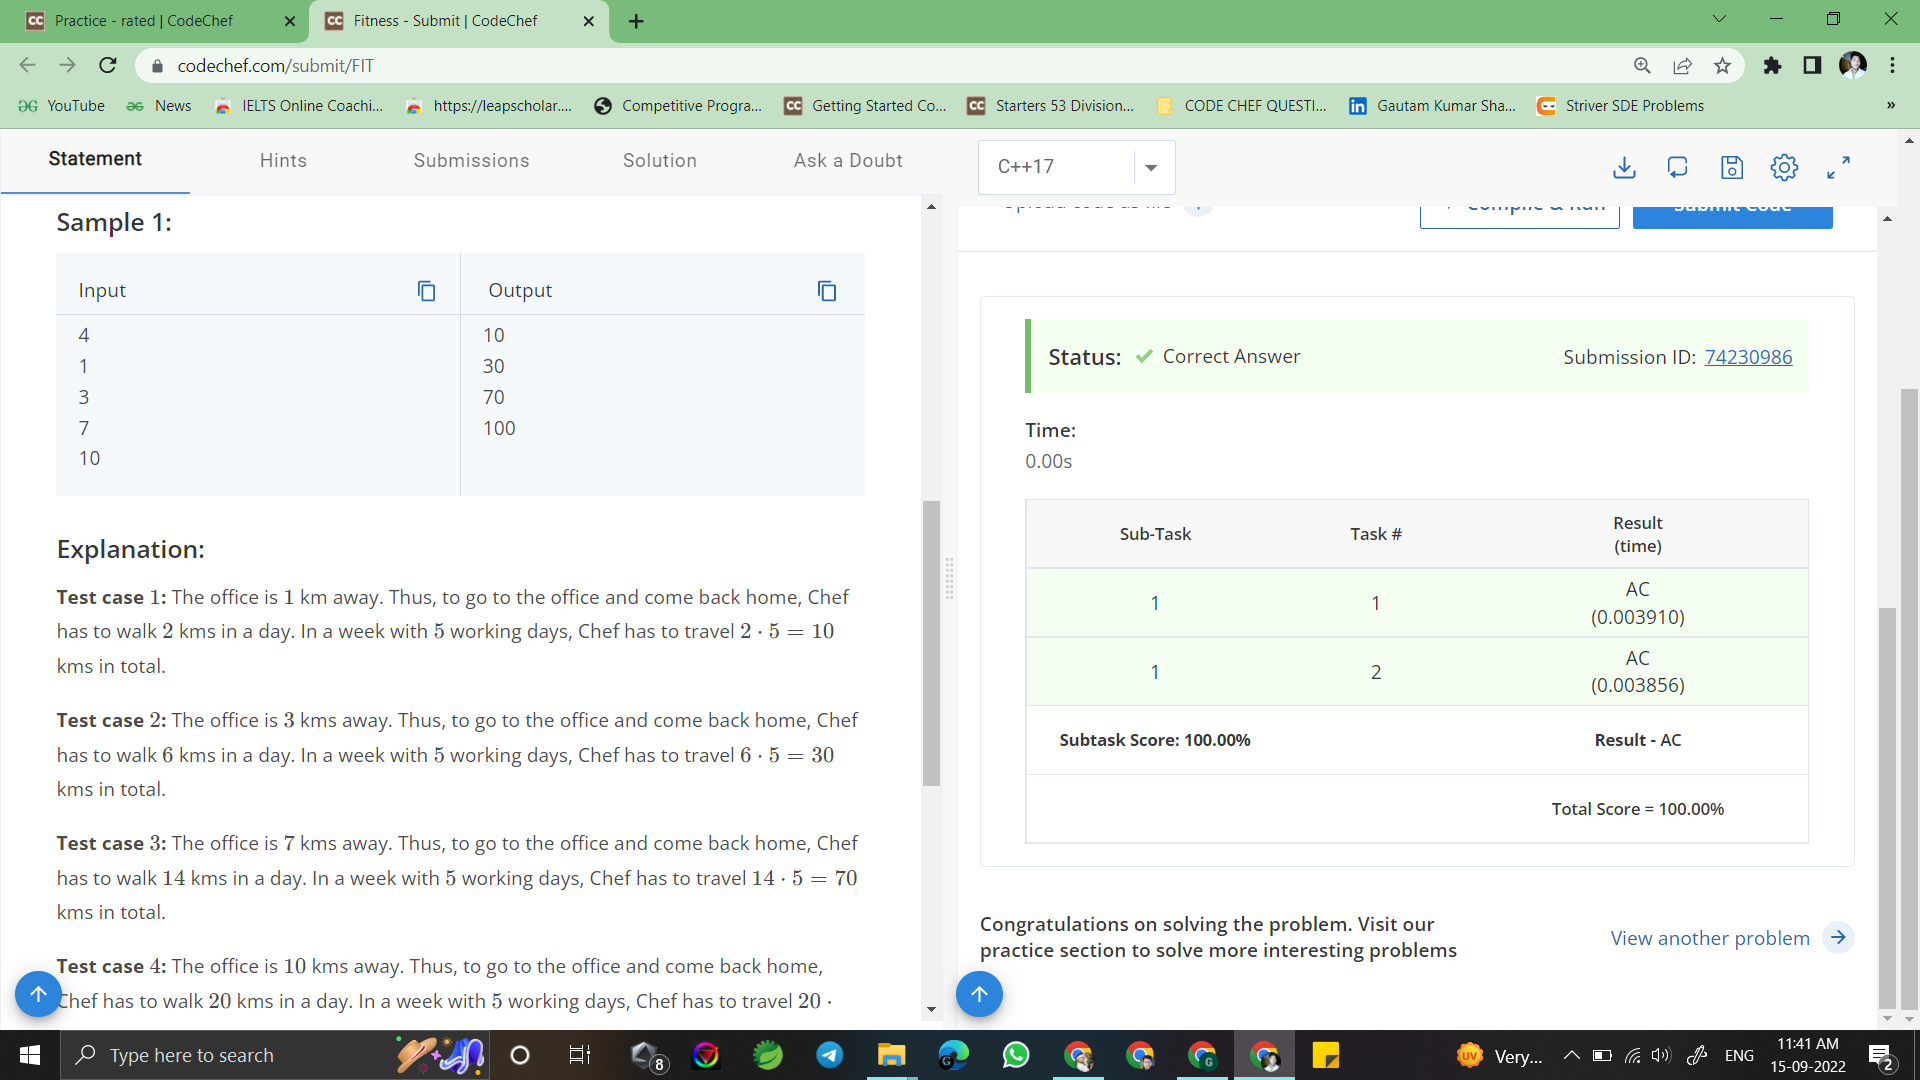 Practice - rated | CodeChef
Fitness - Submit | CodeChef
codechef.com/submit/FIT
YouTube
News
IELTS Online Coachi...
https://leapscholar....
Competitive Progra...
Getting Started Co...
Starters 53 Division...
CODE CHEF QUESTI...
Gautam Kumar Sha...
Striver SDE Problems
»
Statement
Hints
Submissions
Solution
Ask a Doubt
C++17
Sample 1:
Input
Output
4
1
3
7
10
10
30
70
100
Explanation:
Test case 1: The office is 1 km away. Thus, to go to the office and come back home, Chef
has to walk 2 kms in a day. In a week with 5 working days, Chef has to travel 2 · 5 = 10
kms in total.
Test case 2: The office is 3 kms away. Thus, to go to the office and come back home, Chef
has to walk 6 kms in a day. In a week with 5 working days, Chef has to travel 6 · 5 = 30
kms in total.
Test case 3: The office is 7 kms away. Thus, to go to the office and come back home, Chef
has to walk 14 kms in a day. In a week with 5 working days, Chef has to travel 14 · 5 = 70
kms in total.
Test case 4: The office is 10 kms away. Thus, to go to the office and come back home,
Chef has to walk 20 kms in a day. In a week with 5 working days, Chef has to travel 20 ·
Upload code as file
Compile & Run
Submit Code
Status: Correct Answer
Submission ID: 74230986
Time:
0.00s
Sub-Task
Task #
Result
(time)
1
1
AC
(0.003910)
1
2
AC
(0.003856)
Subtask Score: 100.00%
Result - AC
Total Score = 100.00%
Congratulations on solving the problem. Visit our
practice section to solve more interesting problems
View another problem
Type here to search
8
UV
Very...
ENG
11:41 AM
15-09-2022
2